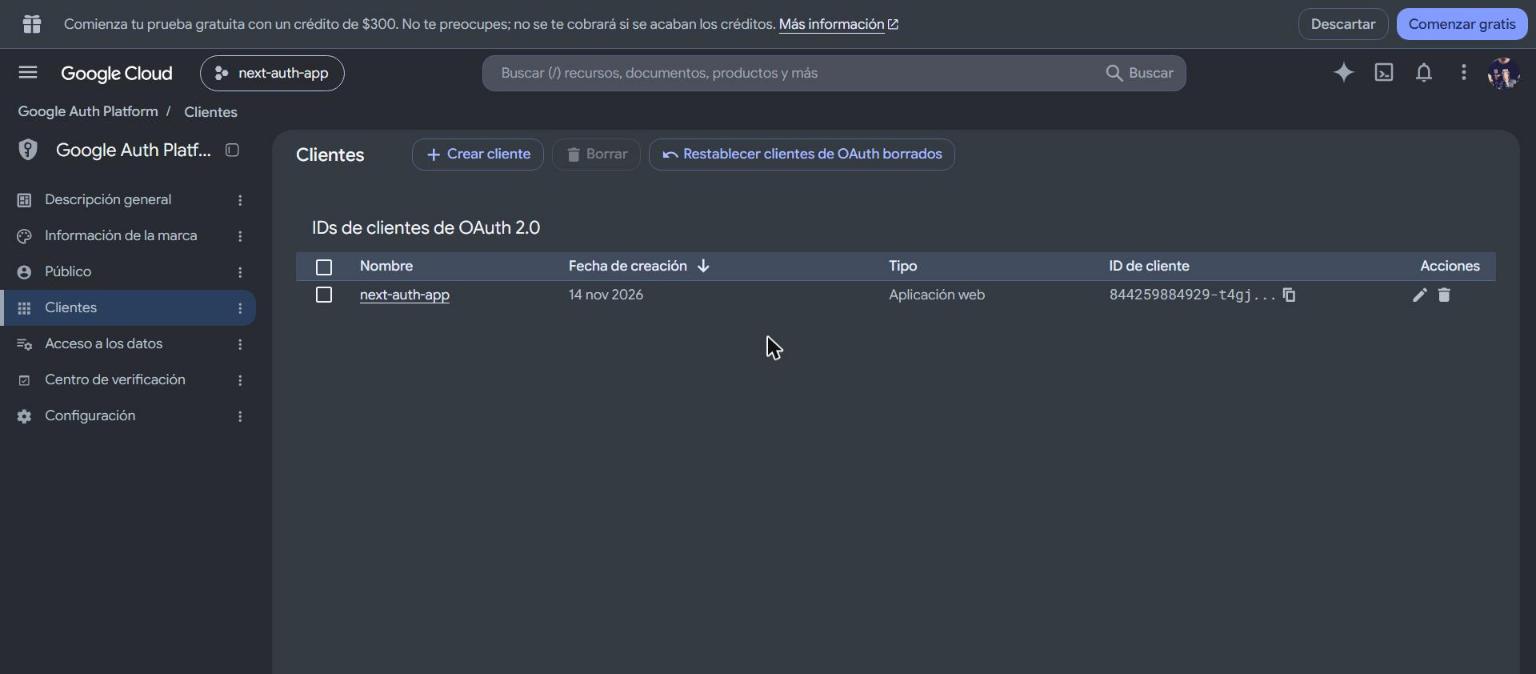 Comienza tu prueba gratuita con un crédito de $300. No te preocupes; no se te cobrará si se acaban los créditos. Más información
Descartar
Comenzar gratis
Google Cloud
next-auth-app
Buscar (/) recursos, documentos, productos y más
Buscar
Google Auth Platform / Clientes
Google Auth Platf...
Descripción general
Información de la marca
Público
Clientes
Acceso a los datos
Centro de verificación
Configuración
Clientes
Crear cliente
Borrar
Restablecer clientes de OAuth borrados
IDs de clientes de OAuth 2.0
Nombre Fecha de creación Tipo ID de cliente Acciones
next-auth-app 14 nov 2026 Aplicación web 844259884929-t4gj...